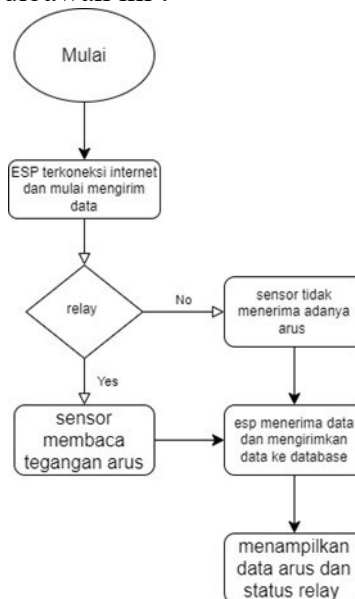 Mulai
ESP terkoneksi internet
dan mulai mengirim
data
relay
No
sensor tidak
menerima adanya
arus
Yes
sensor
membaca
tegangan arus
esp menerima data
dan mengirimkan
data ke database
menampilkan
data arus dan
status relay